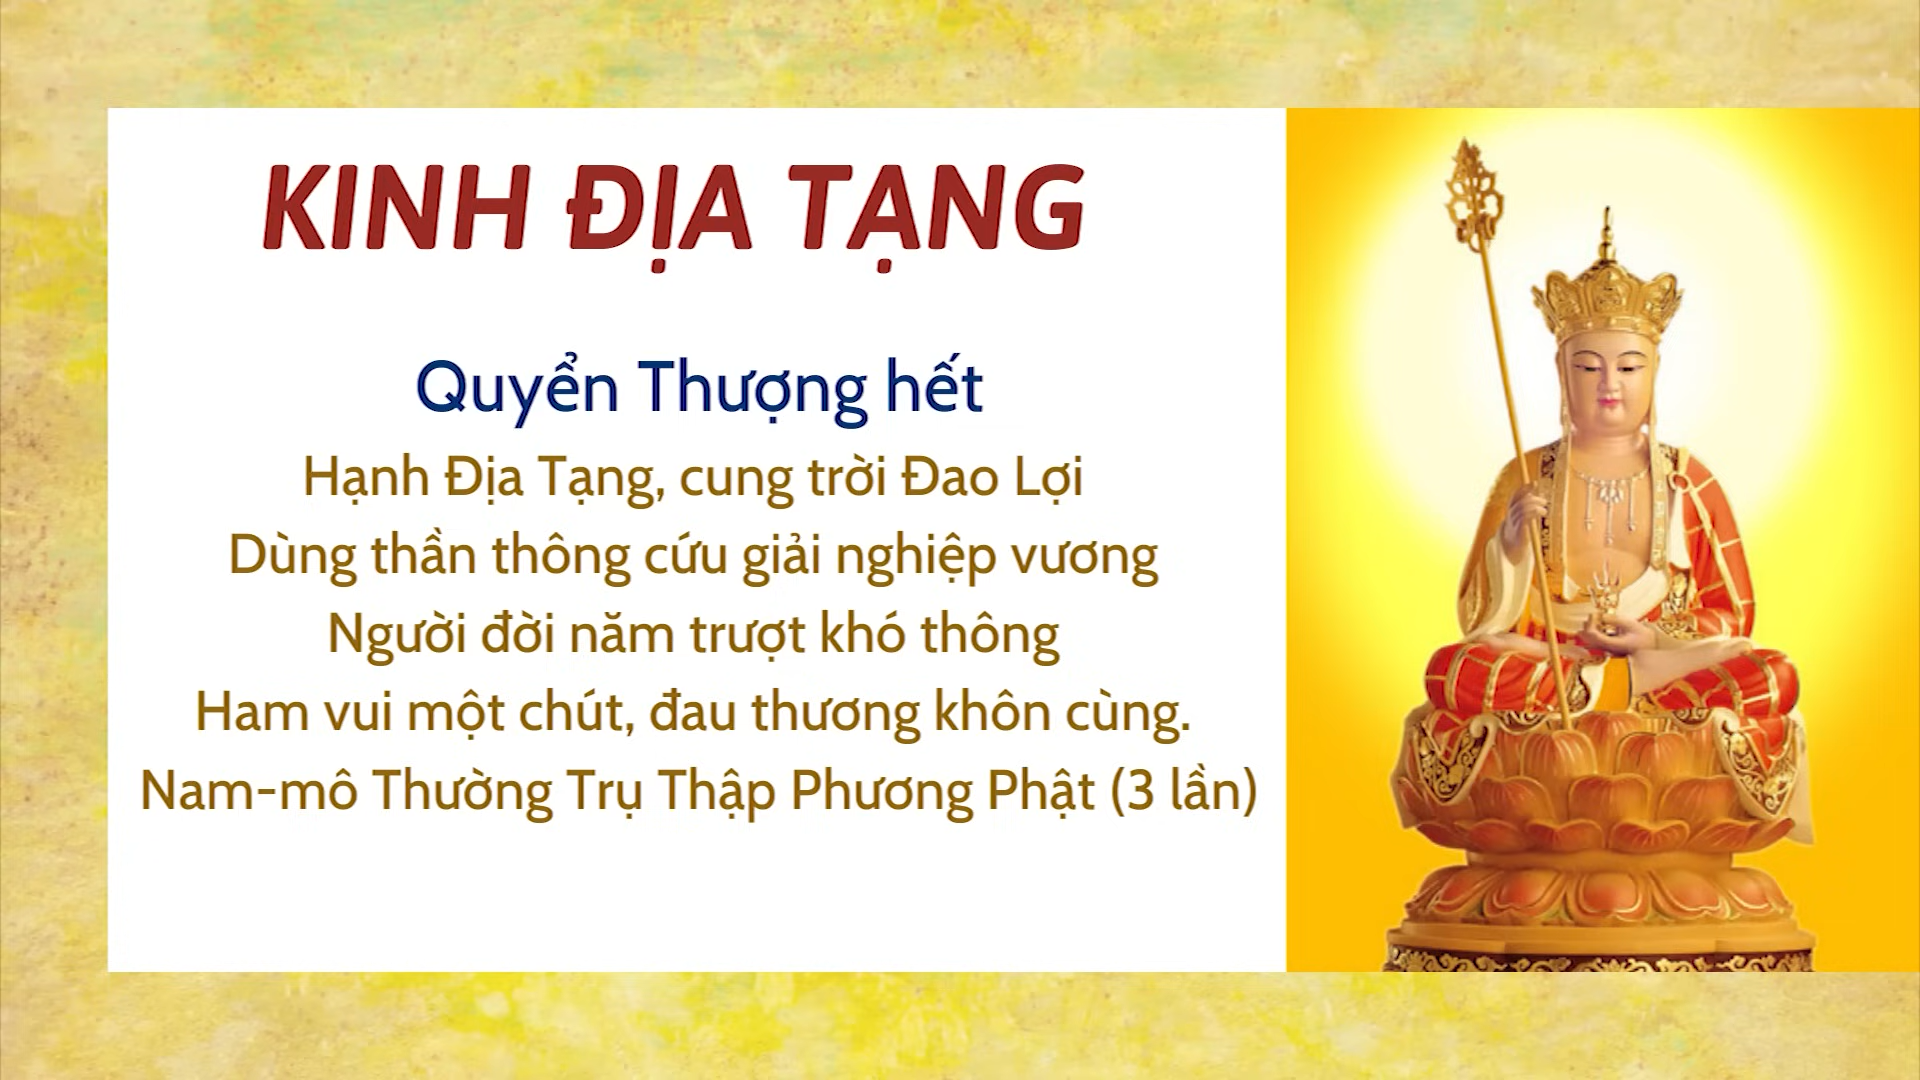 KINH ĐỊA TẠNG
Quyển Thượng hết
Hạnh Địa Tạng, cung trời Đao Lợi
Dùng thần thông cứu giải nghiệp vương
Người đời năm trượt khó thông
Ham vui một chút, đau thương khôn cùng.
Nam-mô Thường Trụ Thập Phương Phật (3 lần)